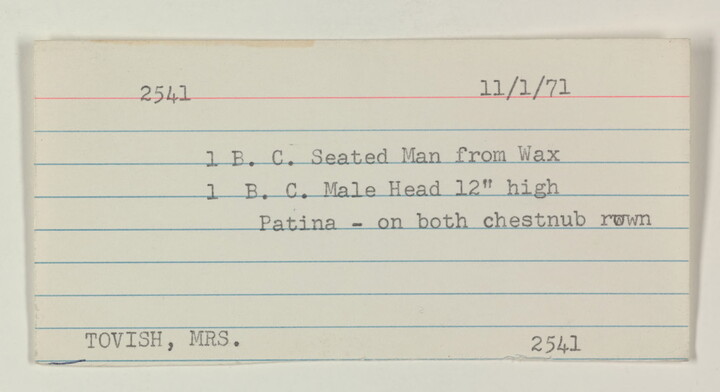 2541 11/1/71
1 B. C. Seated Man from Wax
1 B. C. Male Head 12" high
Patina - on both chestnub rown
TOVISH, MRS. 2541